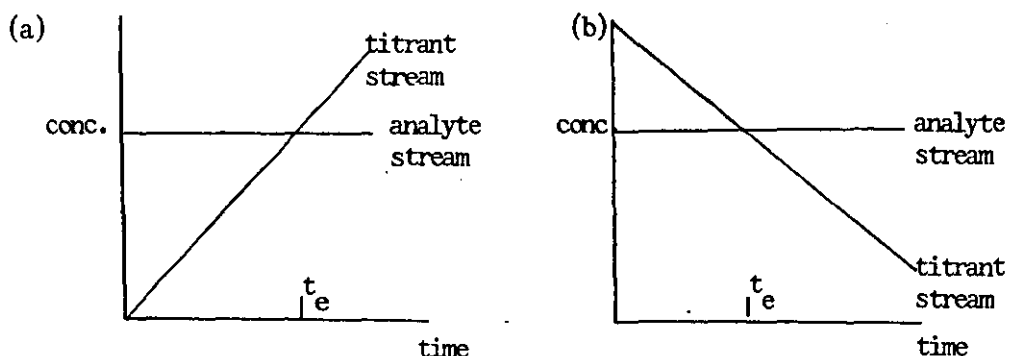 (a)
titrant
stream
conc.
analyte
stream
t
e
time
(b)
conc
analyte
stream
titrant
stream
t
e
time